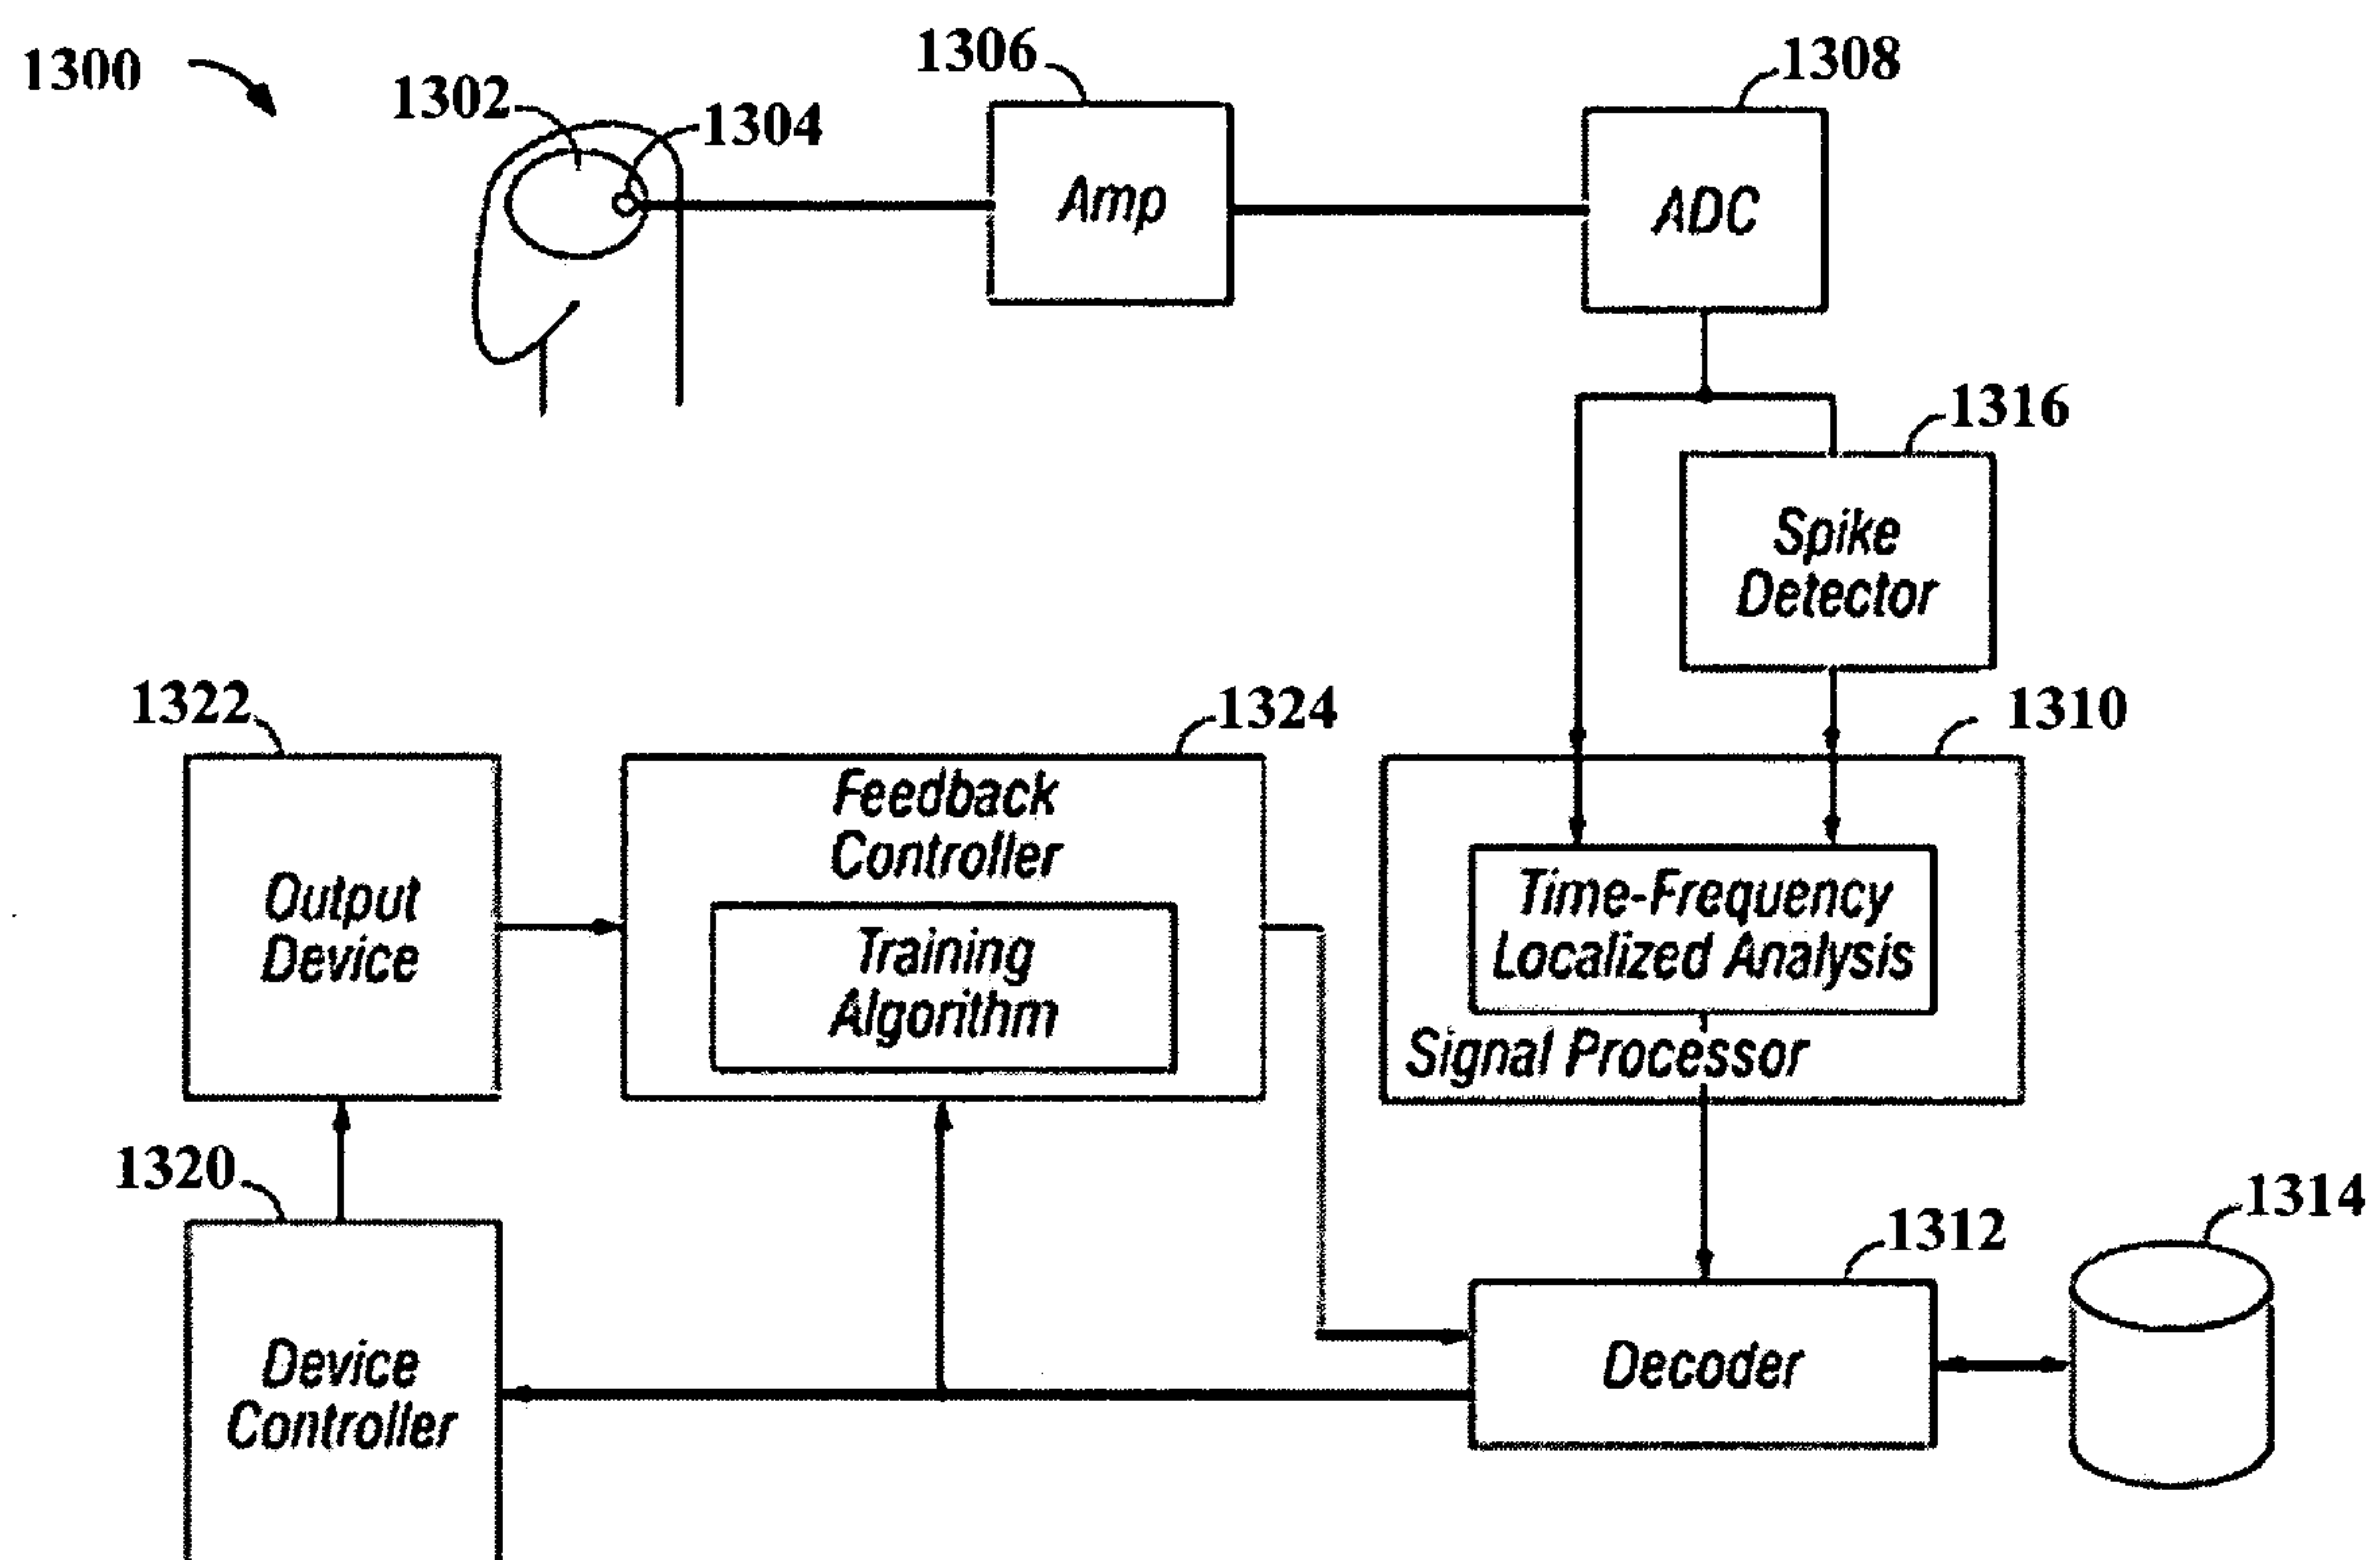 1300
1302
1304
1306
1308
Amp
ADC
1316
Spike
Detector
1322
1324
1310
Output
Device
Feedback
Controller
Training
Algorithm
Time-Frequency
Localized Analysis
Signal Processor
1320
1312
1314
Device
Controller
Decoder